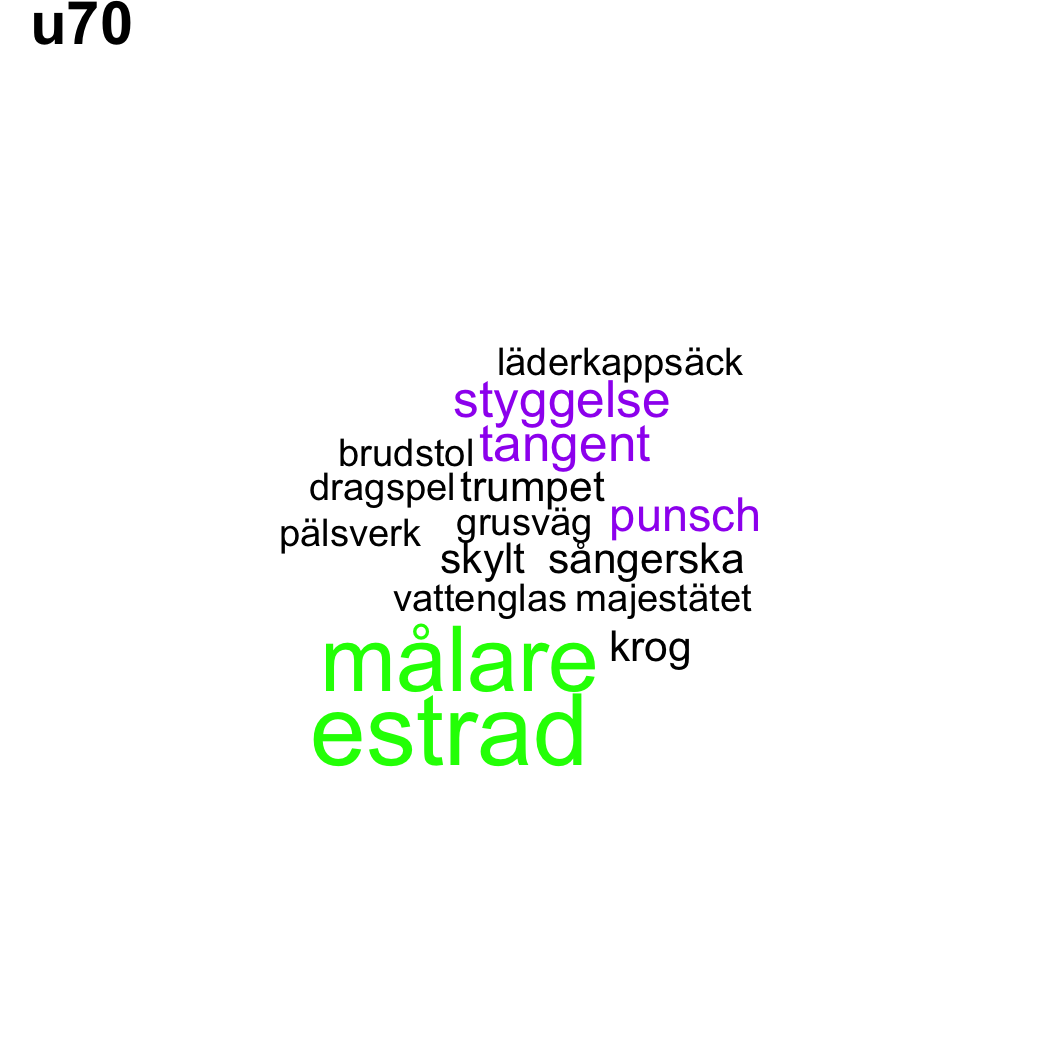 u70
läderkappsäck
styggelse
brudstol tangent
dragspel trumpet
pälsverk grusväg punsch
skylt sångerska
vattenglas majestätet
målare krog
estrad